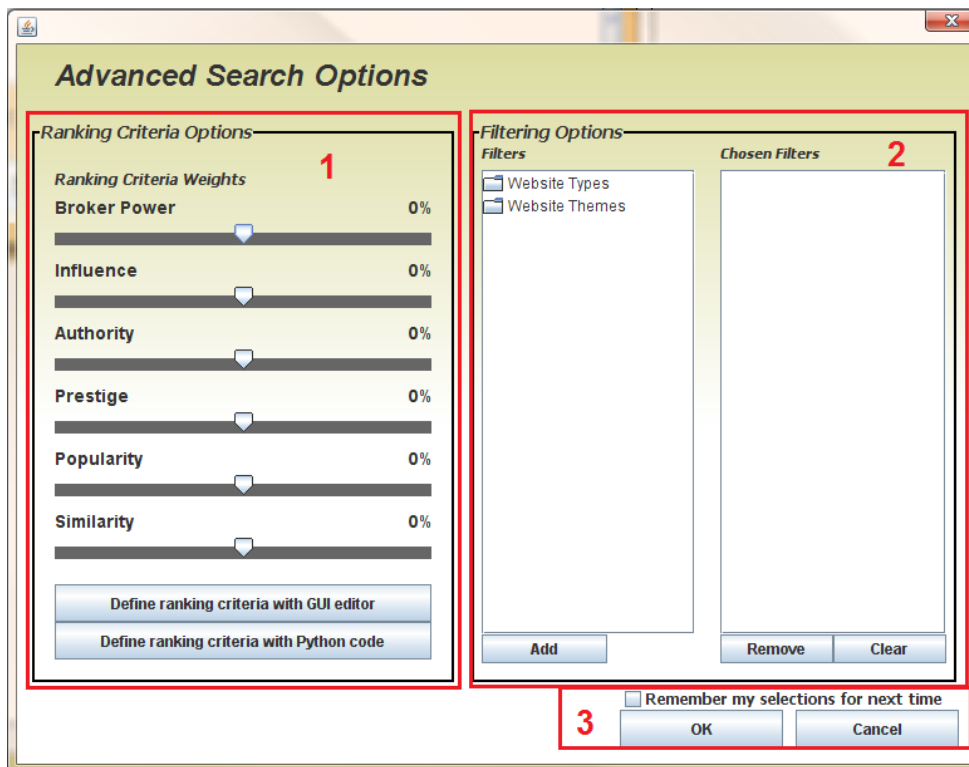 Advanced Search Options
Ranking Criteria Options
1
Ranking Criteria Weights
Broker Power 0%
Influence 0%
Authority 0%
Prestige 0%
Popularity 0%
Similarity 0%
Define ranking criteria with GUI editor
Define ranking criteria with Python code
Filtering Options
2
Filters
Chosen Filters
Website Types
Website Themes
Add
Remove
Clear
3
Remember my selections for next time
OK
Cancel